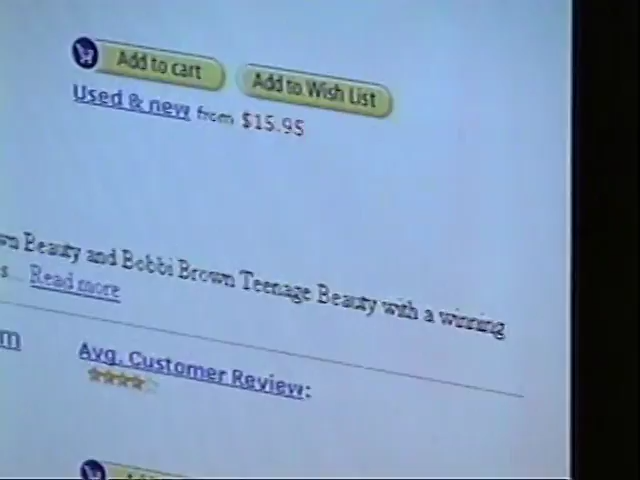 Add to cart
Add to Wish List
Used & new from $15.95
wn Beauty and Bobbi Brown Teenage Beauty with a winning
s... Read more
m
Avg. Customer Review: